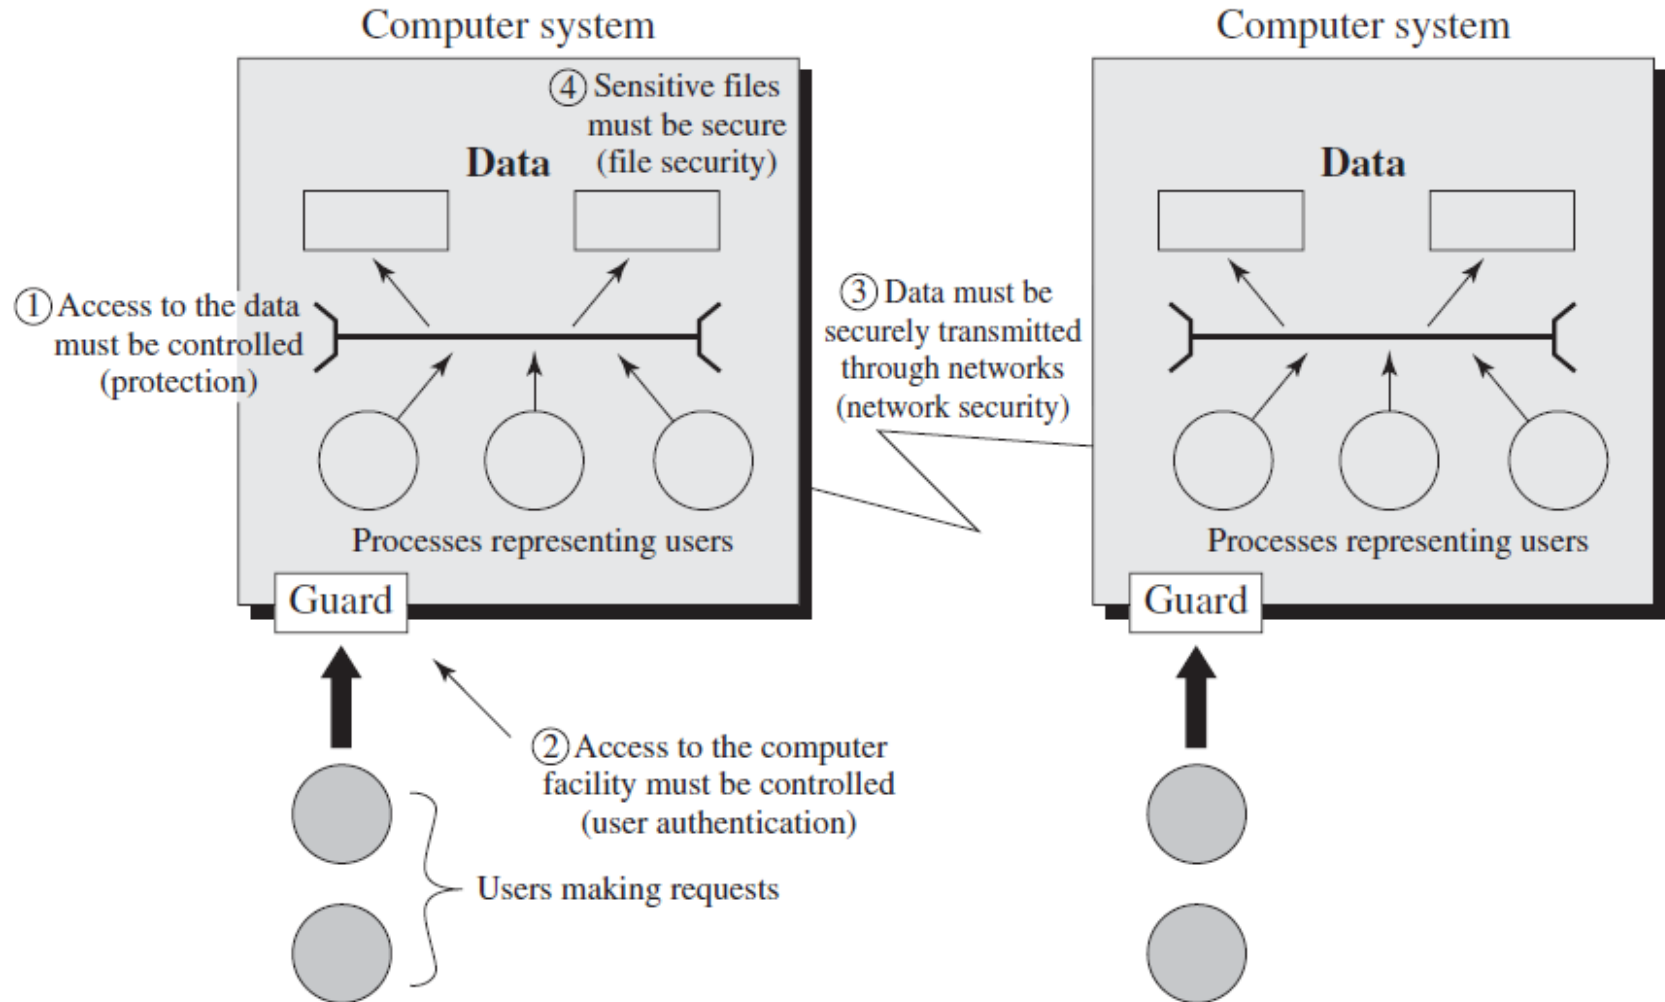 Computer system
④ Sensitive files
must be secure
(file security)
Data
① Access to the data
must be controlled
(protection)
Processes representing users
Guard
② Access to the computer
facility must be controlled
(user authentication)
Users making requests
③ Data must be
securely transmitted
through networks
(network security)
Computer system
Data
Processes representing users
Guard